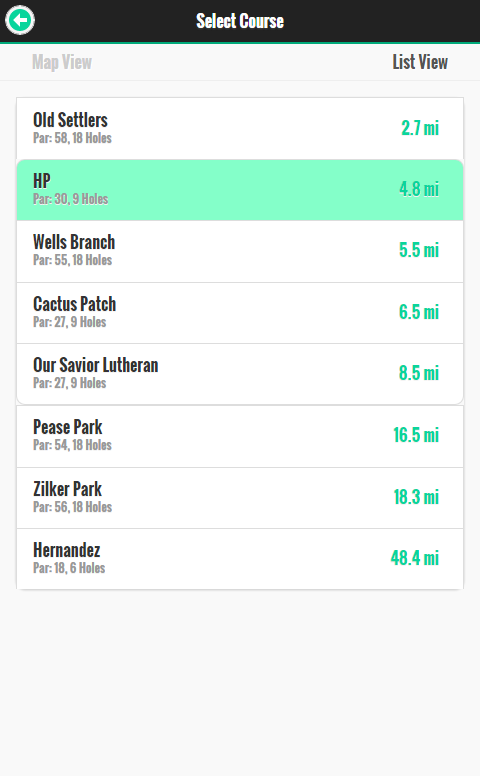 Select Course
Map View
List View
Old Settlers
Par: 58, 18 Holes
2.7 mi
HP
Par: 30, 9 Holes
4.8 mi
Wells Branch
Par: 55, 18 Holes
5.5 mi
Cactus Patch
Par: 27, 9 Holes
6.5 mi
Our Savior Lutheran
Par: 27, 9 Holes
8.5 mi
Pease Park
Par: 54, 18 Holes
16.5 mi
Zilker Park
Par: 56, 18 Holes
18.3 mi
Hernandez
Par: 18, 6 Holes
48.4 mi